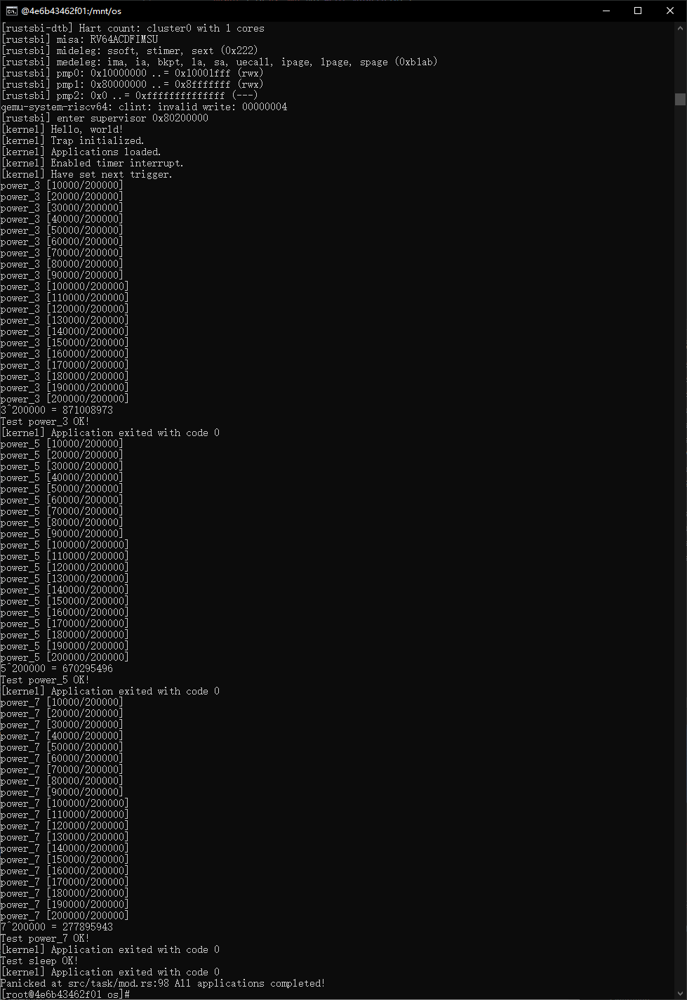 @4e6b43462f01:/mnt/os
[rustsbi-dtb] Hart count: cluster0 with 1 cores
[rustsbi] misa: RV64ACDFIMSU
[rustsbi] mideleg: ssoft, stimer, sext (0x222)
[rustsbi] medeleg: ima, ia, bkpt, la, sa, uecall, ipage, lpage, spage (0xb1ab)
[rustsbi] pmp0: 0x10000000 ..= 0x10001fff (rwx)
[rustsbi] pmp1: 0x80000000 ..= 0x8fffffff (rwx)
[rustsbi] pmp2: 0x0 ..= 0xffffffffffffff (---)
qemu-system-riscv64: clint: invalid write: 00000004
[rustsbi] enter supervisor 0x80200000
[kernel] Hello, world!
[kernel] Trap initialized.
[kernel] Applications loaded.
[kernel] Enabled timer interrupt.
[kernel] Have set next trigger.
power_3 [10000/200000]
power_3 [20000/200000]
power_3 [30000/200000]
power_3 [40000/200000]
power_3 [50000/200000]
power_3 [60000/200000]
power_3 [70000/200000]
power_3 [80000/200000]
power_3 [90000/200000]
power_3 [100000/200000]
power_3 [110000/200000]
power_3 [120000/200000]
power_3 [130000/200000]
power_3 [140000/200000]
power_3 [150000/200000]
power_3 [160000/200000]
power_3 [170000/200000]
power_3 [180000/200000]
power_3 [190000/200000]
power_3 [200000/200000]
3^200000 = 871008973
Test power_3 OK!
[kernel] Application exited with code 0
power_5 [10000/200000]
power_5 [20000/200000]
power_5 [30000/200000]
power_5 [40000/200000]
power_5 [50000/200000]
power_5 [60000/200000]
power_5 [70000/200000]
power_5 [80000/200000]
power_5 [90000/200000]
power_5 [100000/200000]
power_5 [110000/200000]
power_5 [120000/200000]
power_5 [130000/200000]
power_5 [140000/200000]
power_5 [150000/200000]
power_5 [160000/200000]
power_5 [170000/200000]
power_5 [180000/200000]
power_5 [190000/200000]
power_5 [200000/200000]
5^200000 = 670295496
Test power_5 OK!
[kernel] Application exited with code 0
power_7 [10000/200000]
power_7 [20000/200000]
power_7 [30000/200000]
power_7 [40000/200000]
power_7 [50000/200000]
power_7 [60000/200000]
power_7 [70000/200000]
power_7 [80000/200000]
power_7 [90000/200000]
power_7 [100000/200000]
power_7 [110000/200000]
power_7 [120000/200000]
power_7 [130000/200000]
power_7 [140000/200000]
power_7 [150000/200000]
power_7 [160000/200000]
power_7 [170000/200000]
power_7 [180000/200000]
power_7 [190000/200000]
power_7 [200000/200000]
7^200000 = 277895943
Test power_7 OK!
[kernel] Application exited with code 0
Test sleep OK!
[kernel] Application exited with code 0
Panicked at src/task/mod.rs:98 All applications completed!
[root@4e6b43462f01 os]#